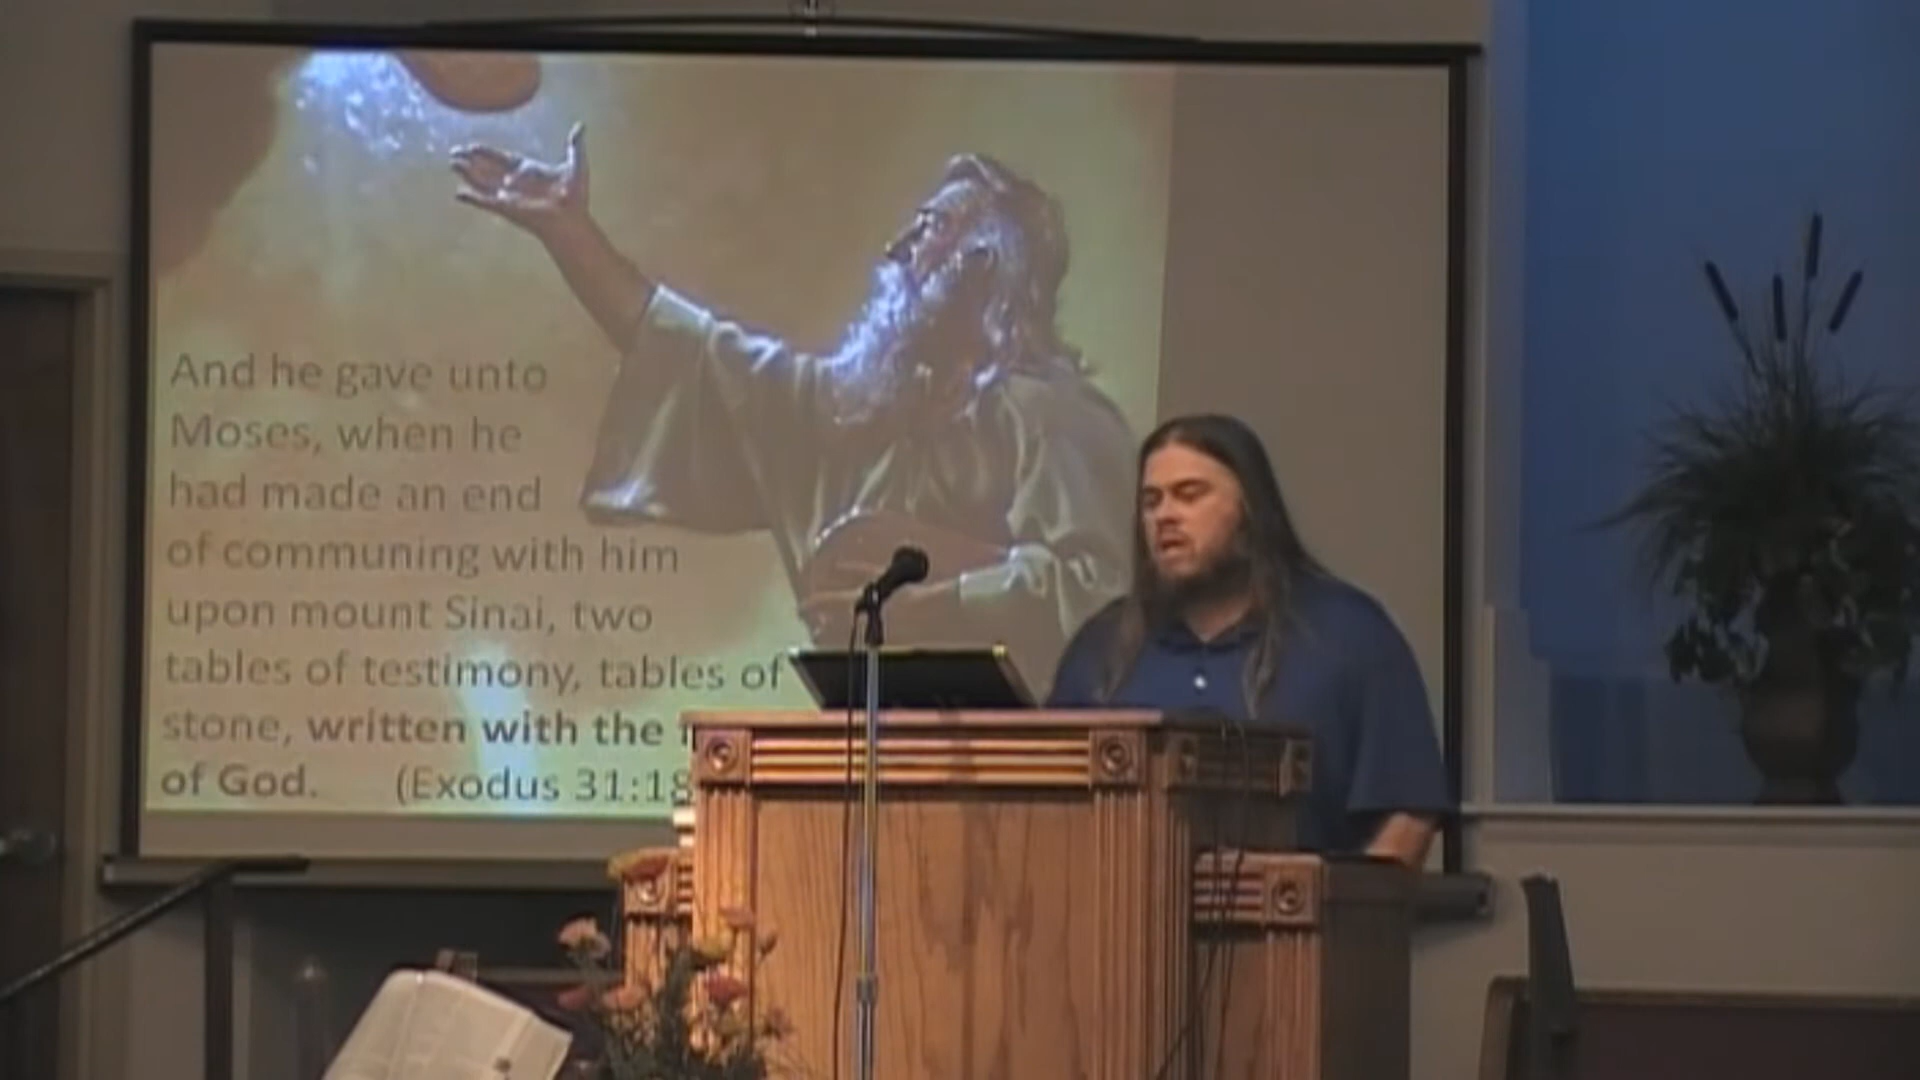 And he gave unto
Moses, when he
had made an end
of communing with him
upon mount Sinai, two
tables of testimony, tables of
stone, written with the
of God. (Exodus 31:18